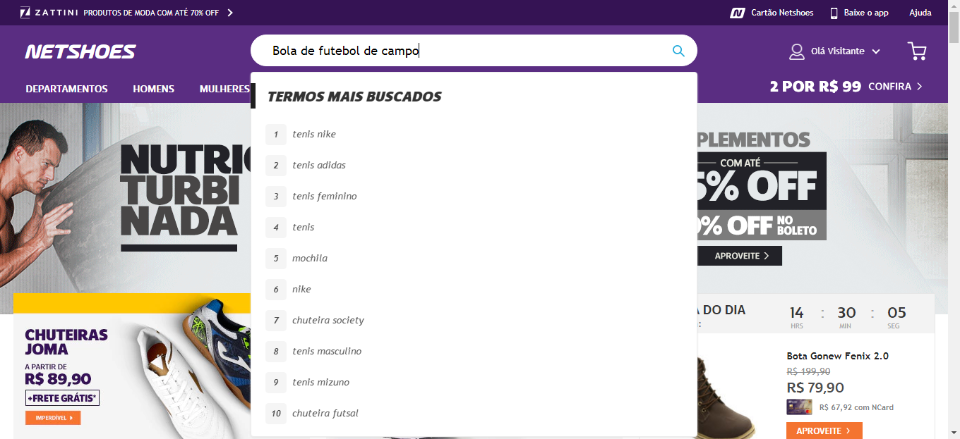 ZATTINI PRODUTOS DE MODA COM ATÉ 70% OFF
Cartão Netshoes
Baixe o app
Ajuda
NETSHOES
Bola de futebol de campo
Olá Visitante
DEPARTAMENTOS
HOMENS
MULHERES
2 POR R$ 99 CONFIRA
TERMOS MAIS BUSCADOS
1 tenis nike
2 tenis adidas
3 tenis feminino
4 tenis
5 mochila
6 nike
7 chuteira society
8 tenis masculino
9 tenis mizuno
10 chuteira futsal
NUTRI
TURBI
NADA
PLEMENTOS
COM ATÉ
5% OFF
% OFF NO
BOLETO
APROVEITE
CHUTEIRAS
JOMA
A PARTIR DE
R$ 89,90
+FRETE GRÁTIS*
IMPERDÍVEL
DO DIA
14 : 30 : 05
HRS MIN SEG
Bota Gonew Fenix 2.0
R$ 199,90
R$ 79,90
R$ 67,92 com NCard
APROVEITE